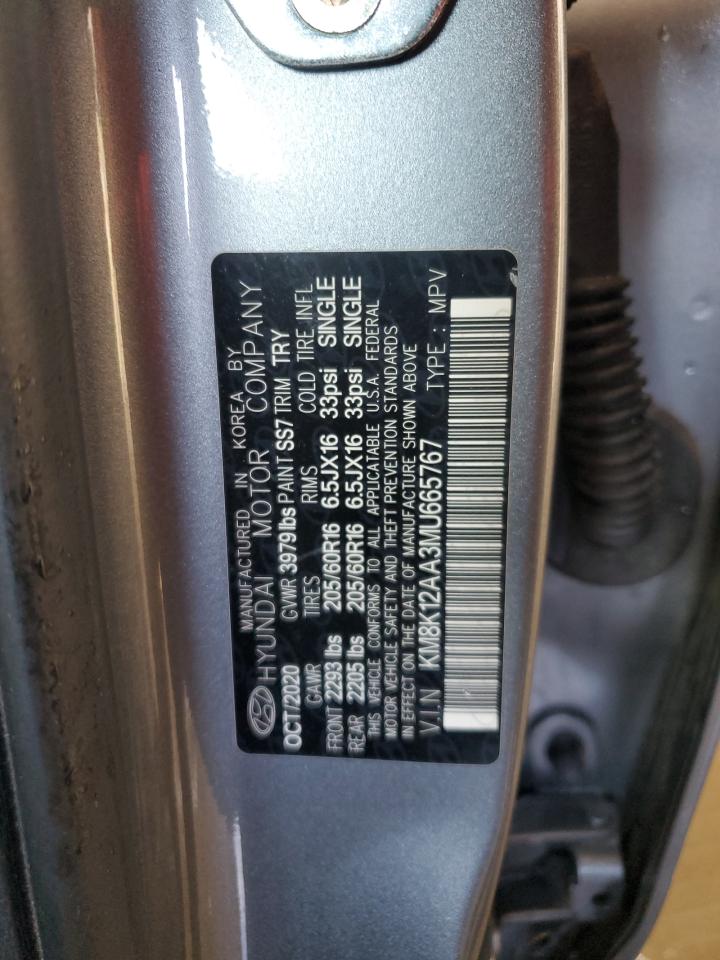 MANUFACTURED IN KOREA BY
HYUNDAI MOTOR COMPANY
OCT/2020 GVWR 3979lbs PAINT SS7 TRIM TRY
GAWR TIRES RIMS COLD TIRE INFL
FRONT 2293 lbs 205/60R16 6.5JX16 33psi SINGLE
REAR 2205 lbs 205/60R16 6.5JX16 33psi SINGLE
THIS VEHICLE CONFORMS TO ALL APPLICATABLE U.S.A. FEDERAL
MOTOR VEHICLE SAFETY AND THEFT PREVENTION STANDARDS
IN EFFECT ON THE DATE OF MANUFACTURE SHOWN ABOVE
V.I.N KM8K12AA3MU665767 TYPE : MPV